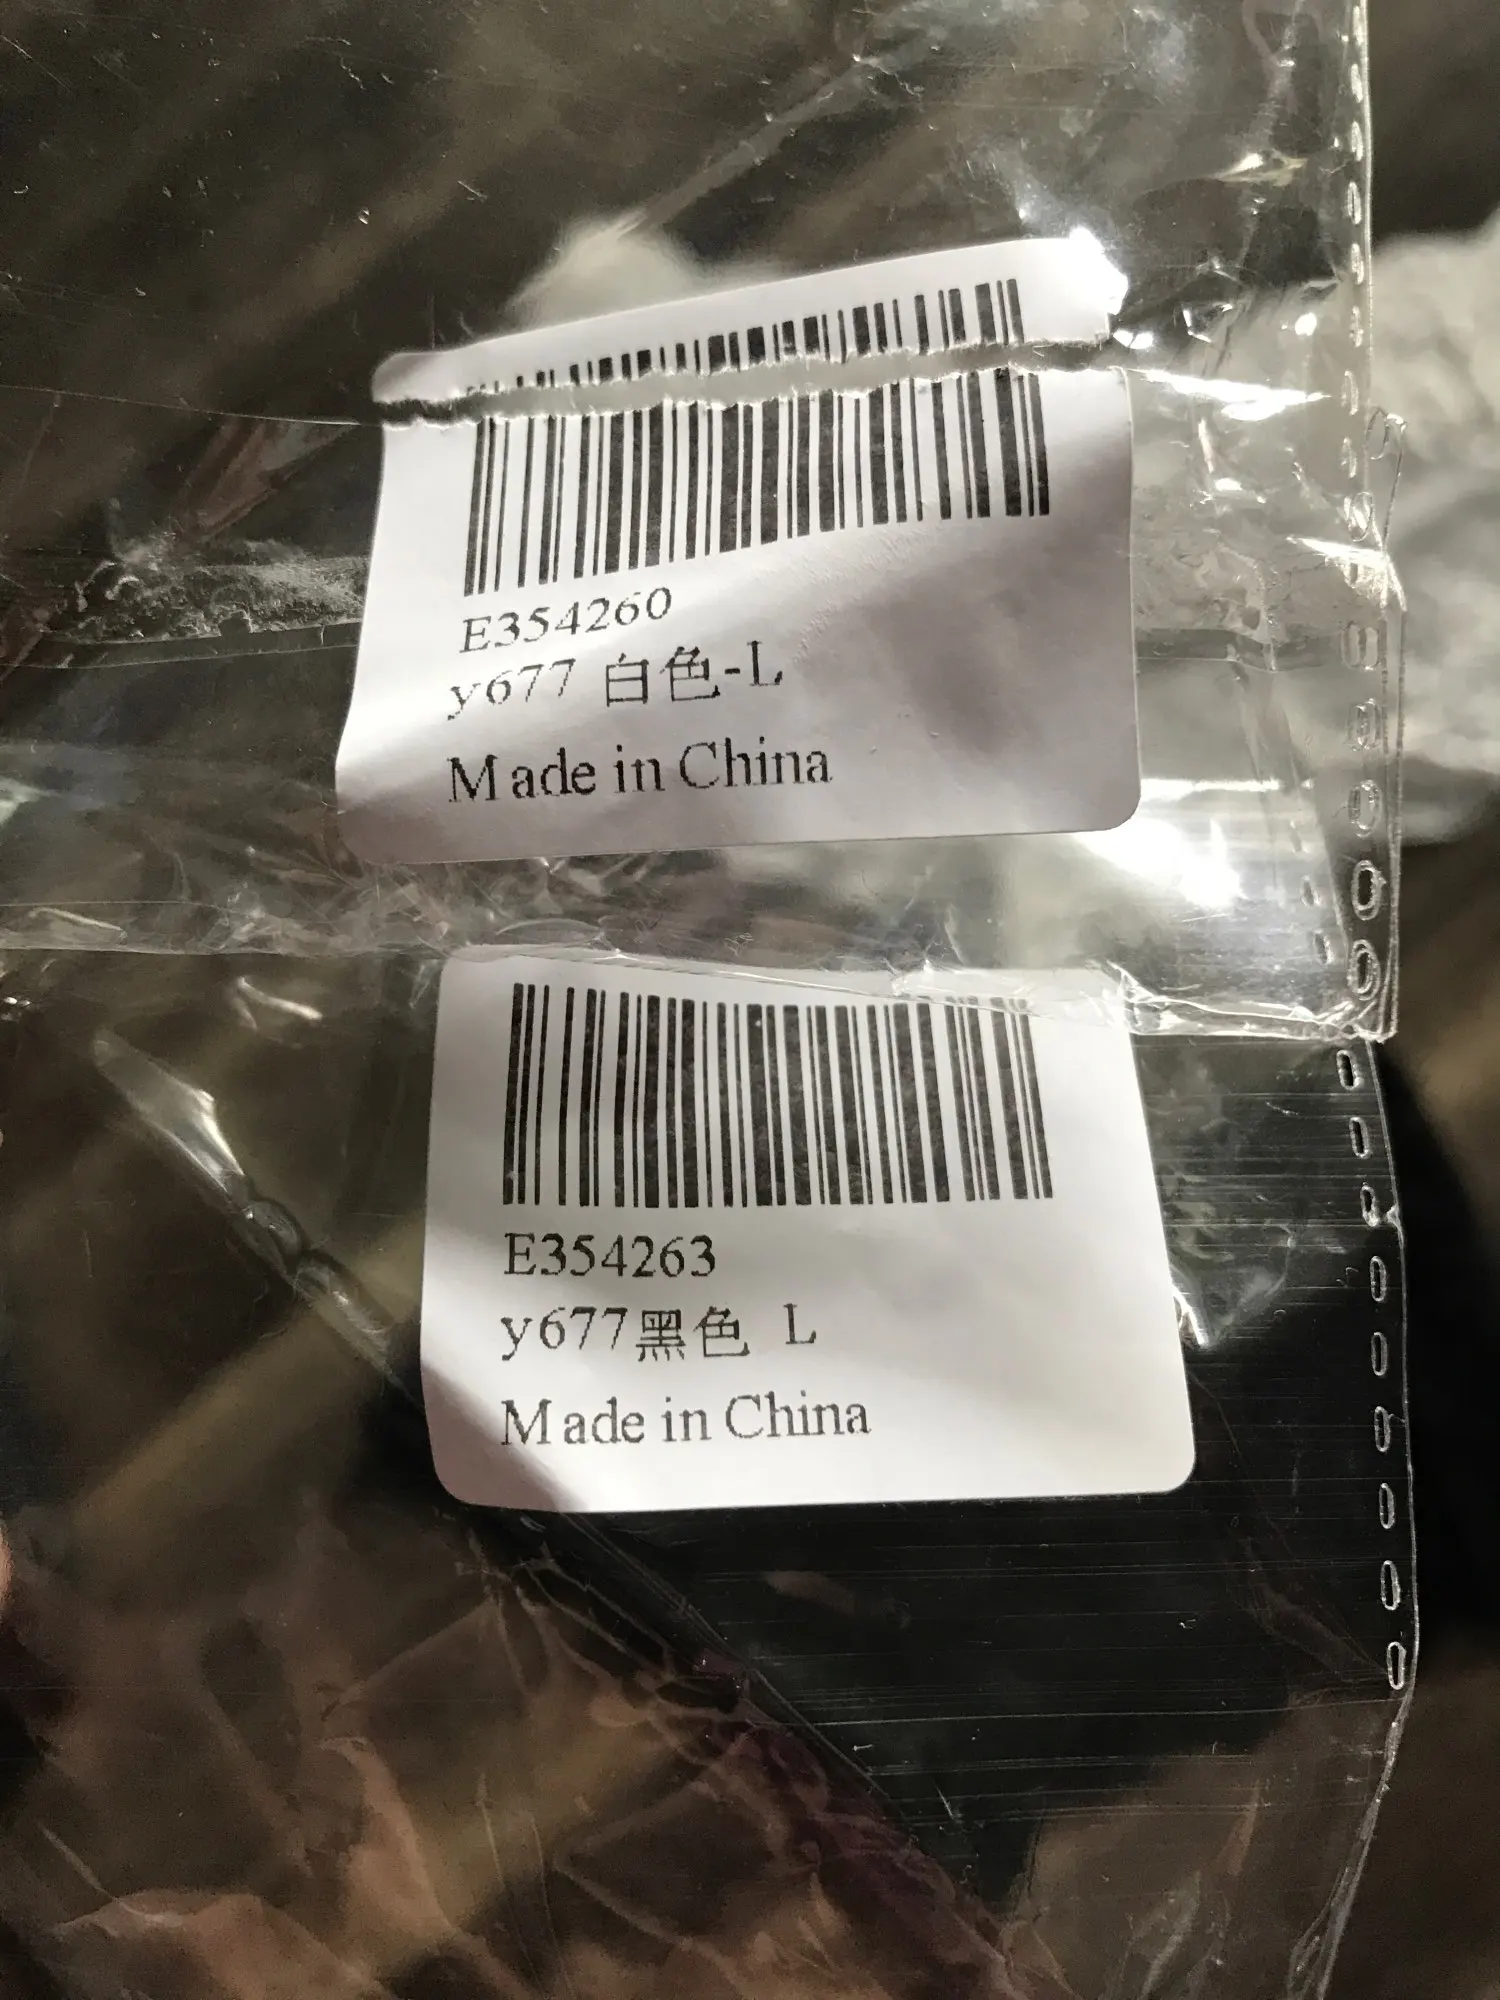 E354260
y677 白色-L
Made in China
E354263
y677黑色 L
Made in China